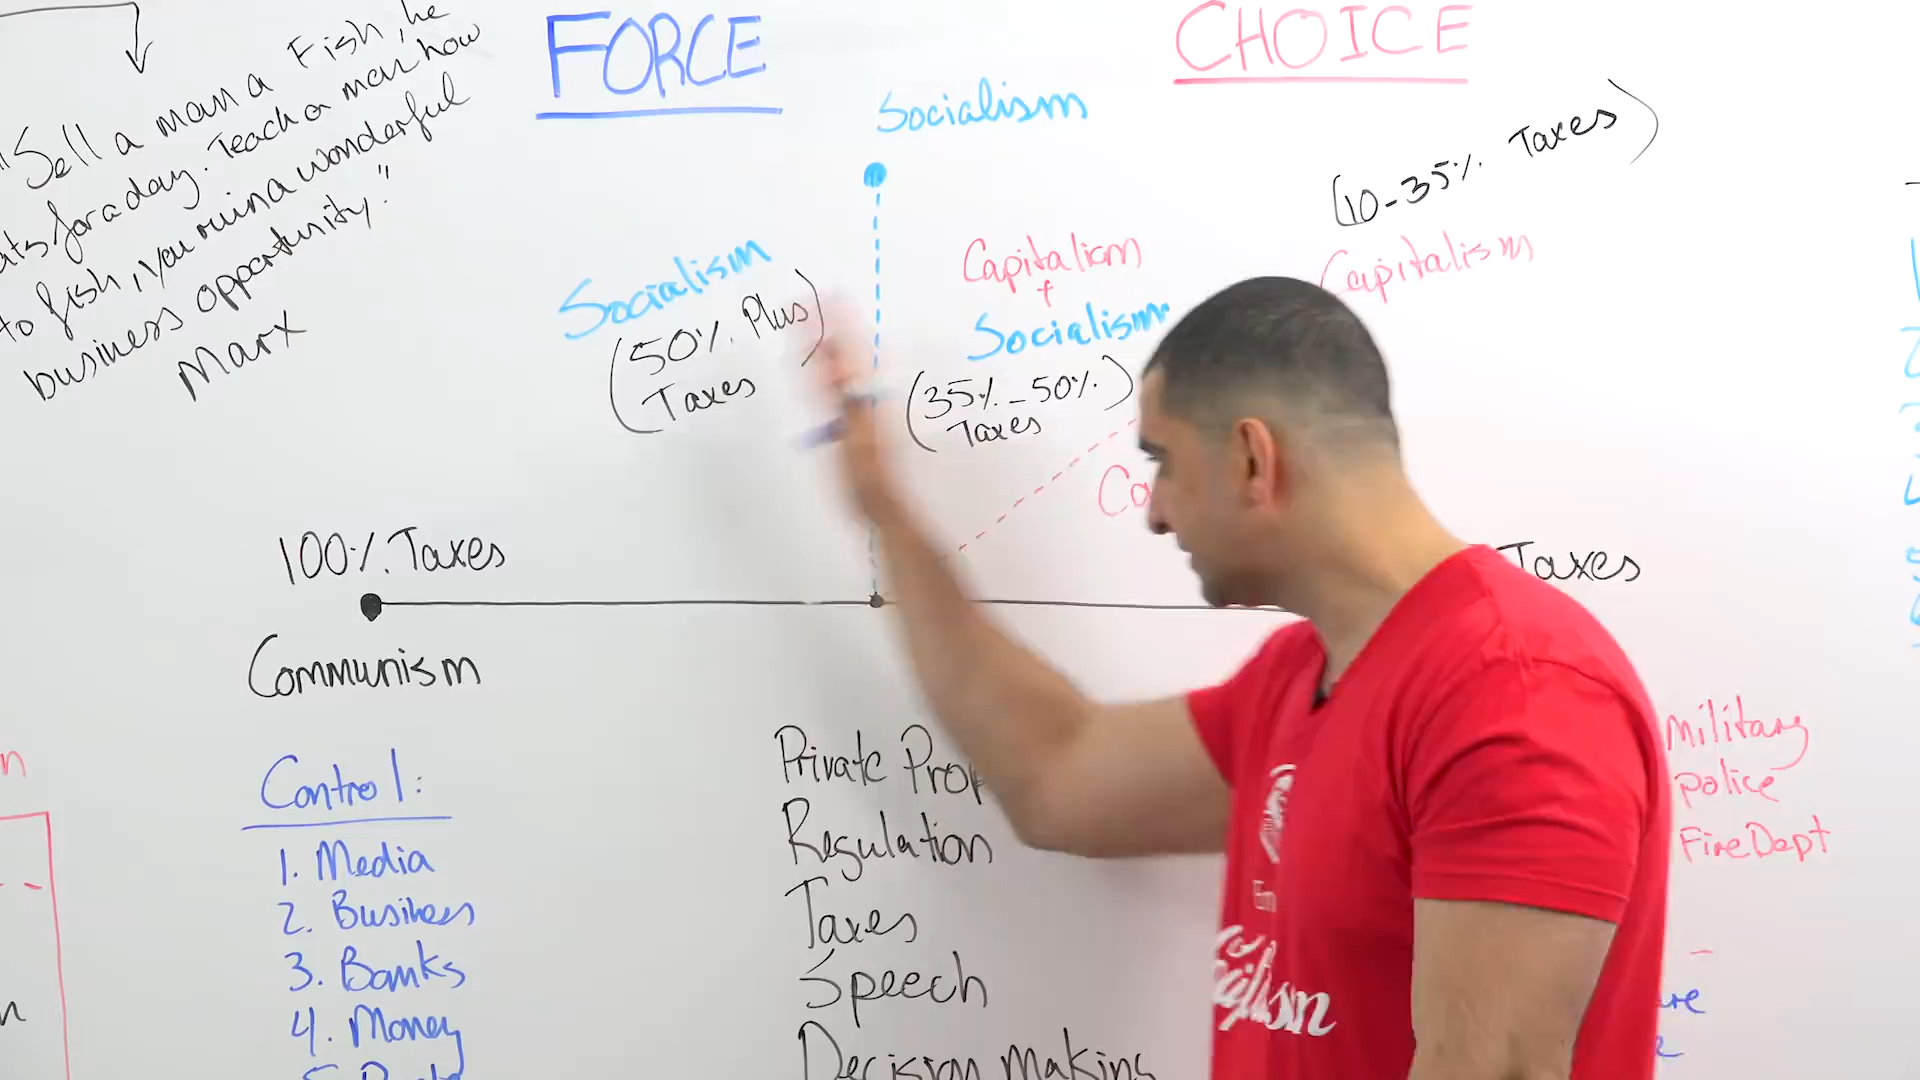 "Sell a man a Fish, he
for a day. Teach a man how
to fish, you ruin a wonderful
business opportunity."
Marx
FORCE
CHOICE
Socialism
(10-35% Taxes)
Capitalism
Socialism
(50% Plus)
Taxes
Capitalism
+
Socialism
(35% - 50%)
Taxes
100% Taxes
Taxes
Communism
Control:
1. Media
2. Business
3. Banks
4. Money
Private
Regulation
Taxes
Speech
Decision Making
Military
Police
Fire Dept